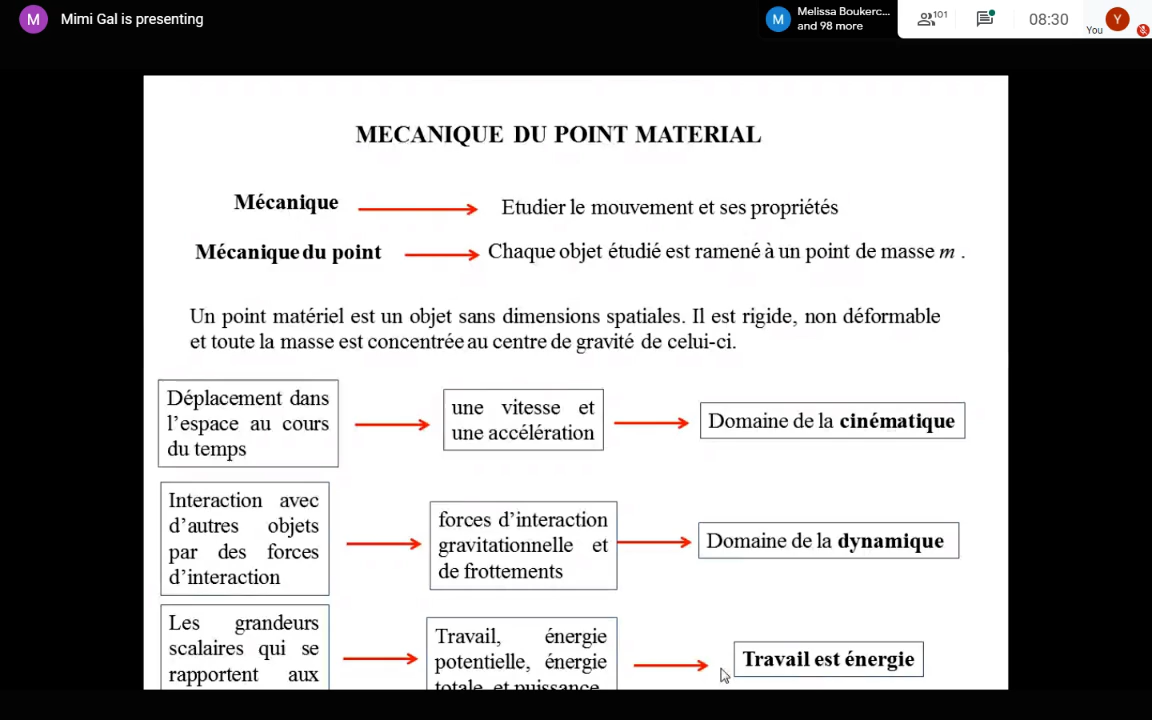 M
Mimi Gal is presenting
M
Melissa Boukerc...
and 98 more
101
08:30
You
Y
MECANIQUE DU POINT MATERIAL
Mécanique
Etudier le mouvement et ses propriétés
Mécanique du point
Chaque objet étudié est ramené à un point de masse m .
Un point matériel est un objet sans dimensions spatiales. Il est rigide, non déformable
et toute la masse est concentrée au centre de gravité de celui-ci.
Déplacement dans
l’espace au cours
du temps
une vitesse et
une accélération
Domaine de la cinématique
Interaction avec
d’autres objets
par des forces
d’interaction
forces d’interaction
gravitationnelle et
de frottements
Domaine de la dynamique
Les grandeurs
scalaires qui se
rapportent aux
Travail, énergie
potentielle, énergie
totale et puissance
Travail est énergie